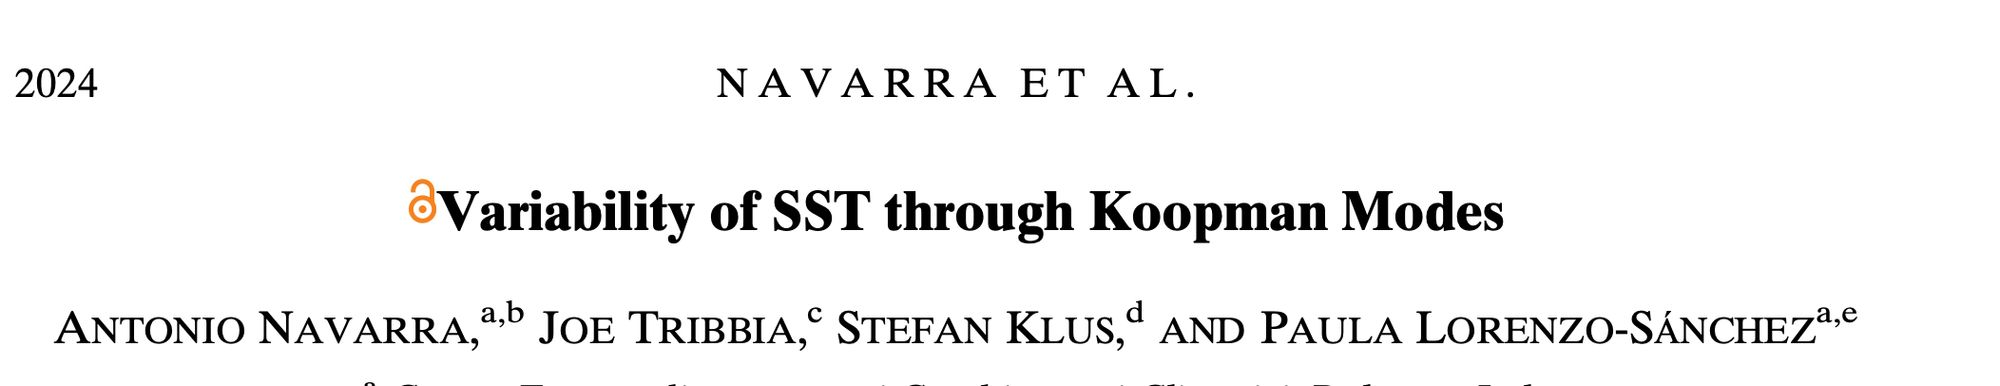 2024 NAVARRA ET AL.
Variability of SST through Koopman Modes
ANTONIO NAVARRA,a,b JOE TRIBBIA,c STEFAN KLUS,d AND PAULA LORENZO-SÁNCHEZa,e